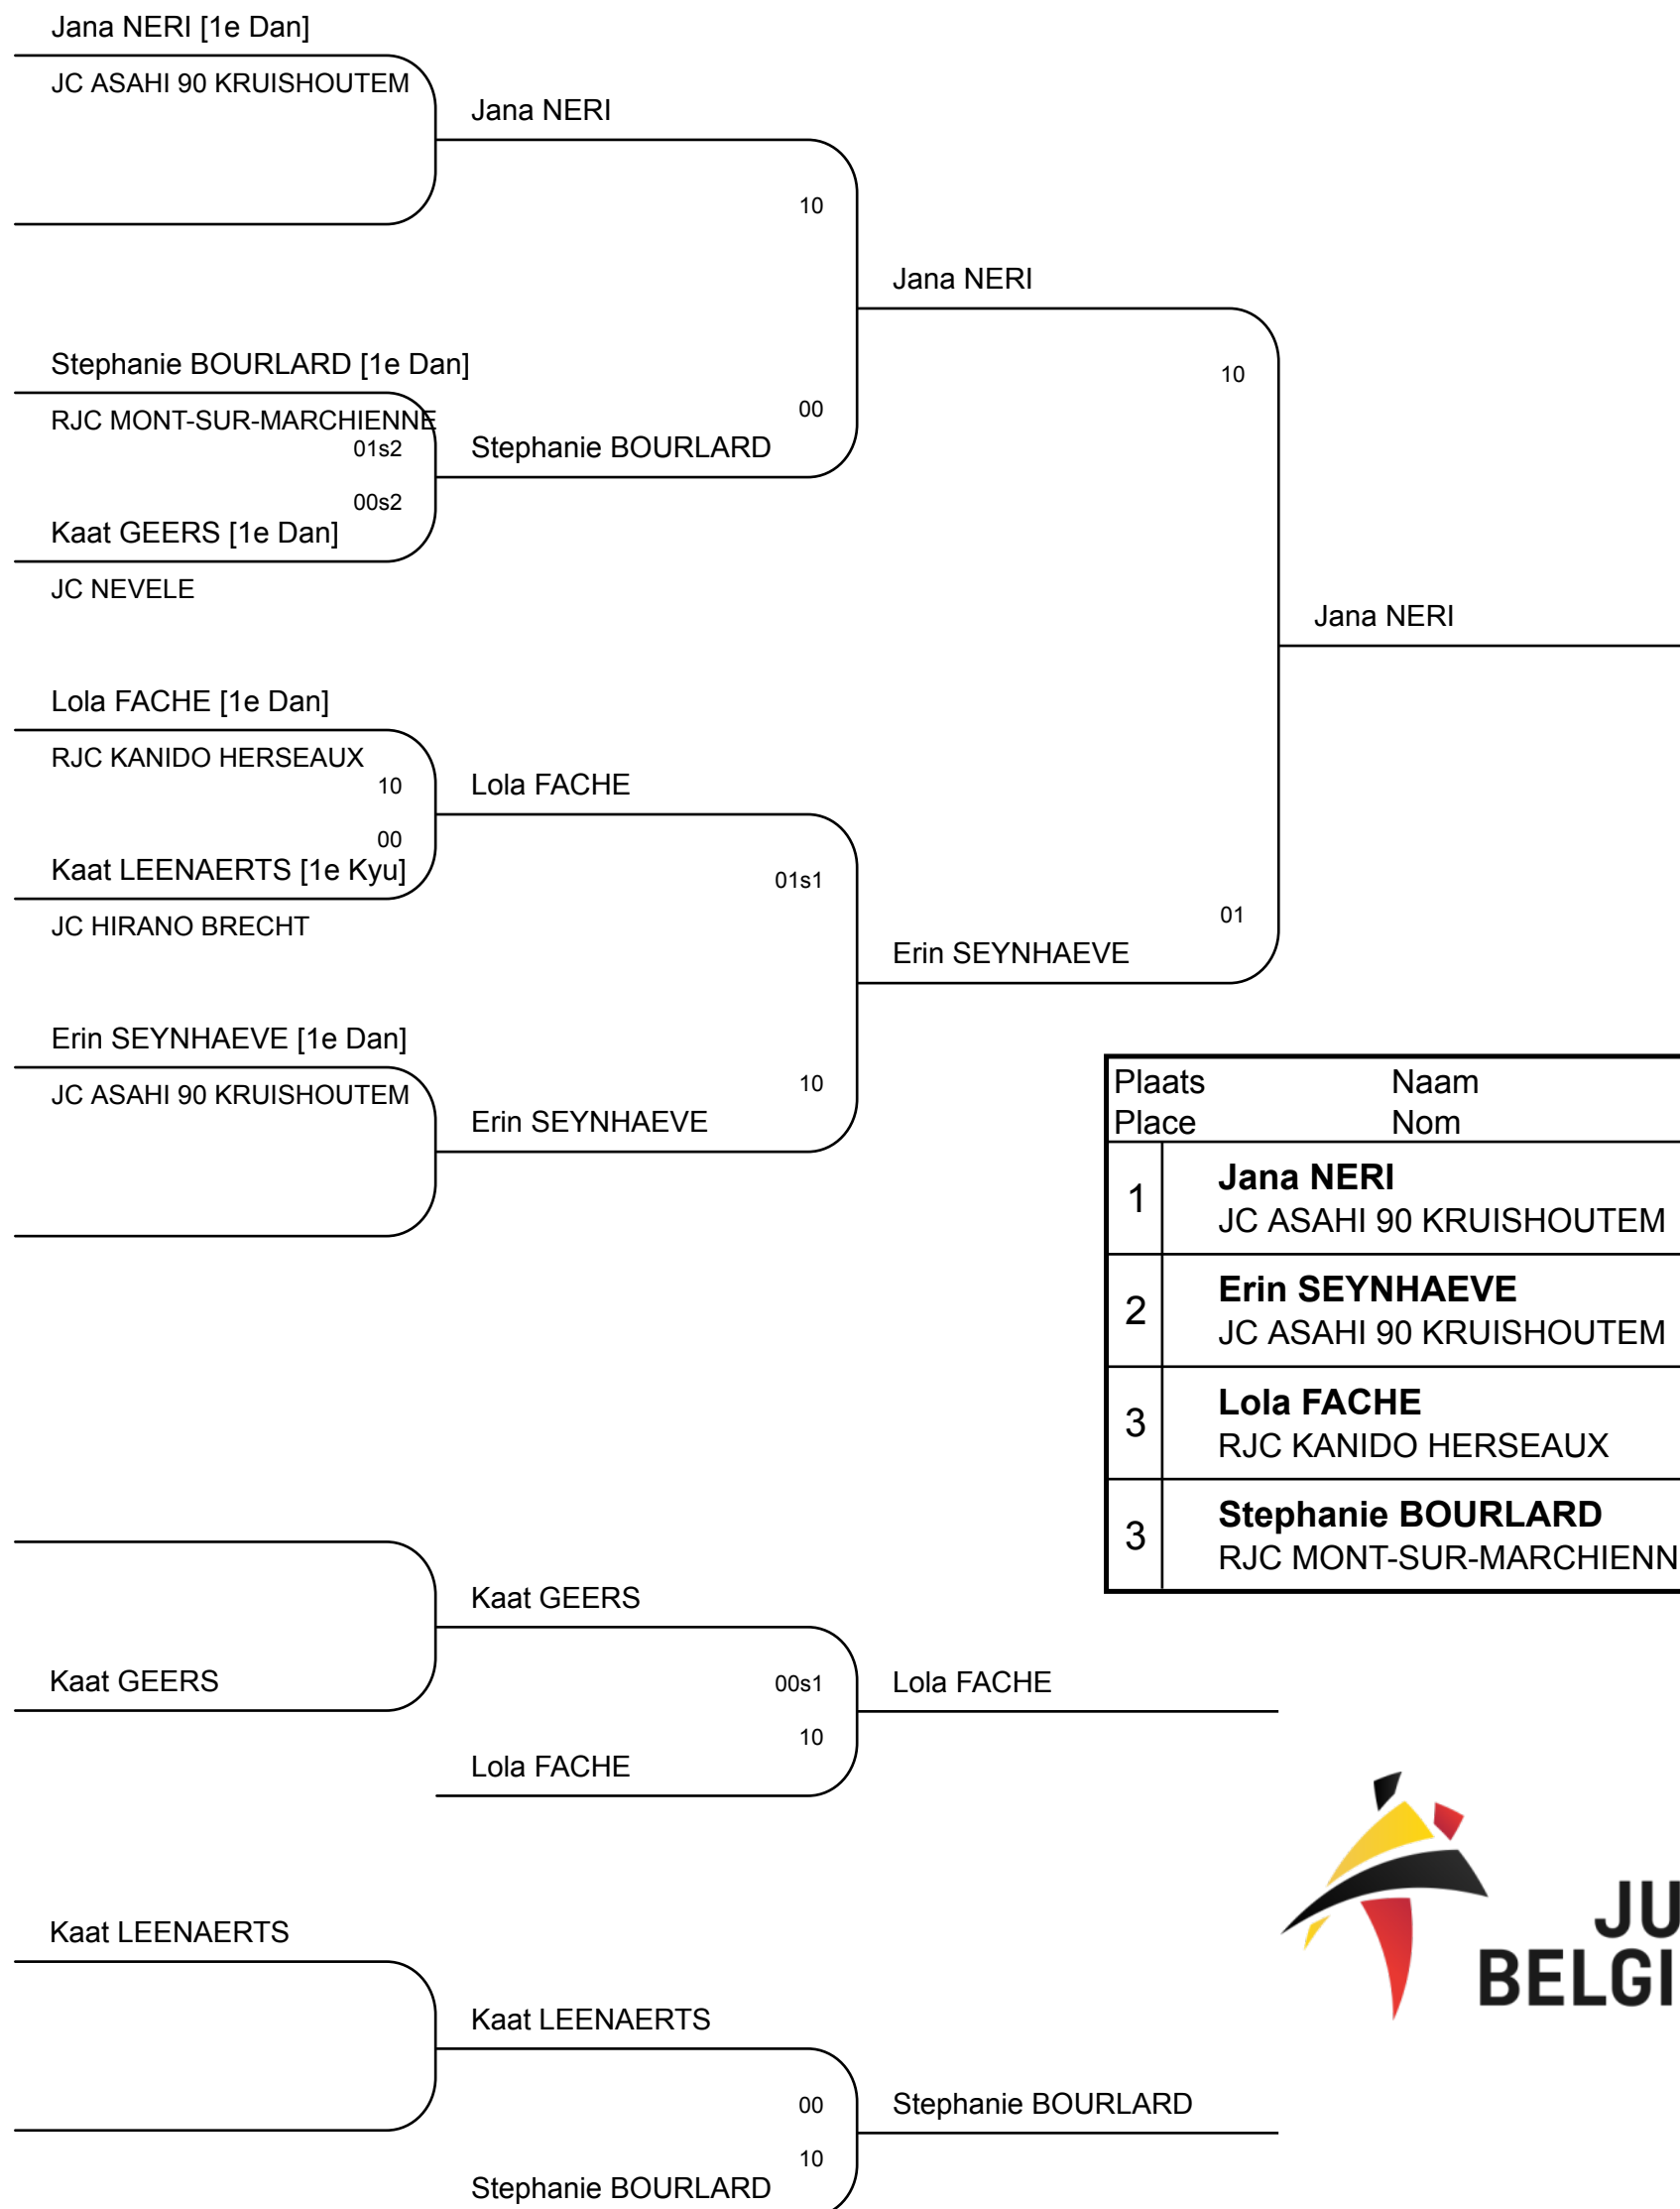 Jana NERI [1e Dan]
JC ASAHI 90 KRUISHOUTEM
Jana NERI
10
Jana NERI
Stephanie BOURLARD [1e Dan]
10
00
RJC MONT-SUR-MARCHIENNE
01s2
Stephanie BOURLARD
00s2
Kaat GEERS [1e Dan]
JC NEVELE
Jana NERI
Lola FACHE [1e Dan]
RJC KANIDO HERSEAUX
10
Lola FACHE
00
Kaat LEENAERTS [1e Kyu]
01s1
01
JC HIRANO BRECHT
Erin SEYNHAEVE
Erin SEYNHAEVE [1e Dan]
JC ASAHI 90 KRUISHOUTEM
10
Erin SEYNHAEVE
Plaats Naam
Place Nom
1 Jana NERI
JC ASAHI 90 KRUISHOUTEM
2 Erin SEYNHAEVE
JC ASAHI 90 KRUISHOUTEM
3 Lola FACHE
RJC KANIDO HERSEAUX
3 Stephanie BOURLARD
RJC MONT-SUR-MARCHIENN
Kaat GEERS
Kaat GEERS
00s1
Lola FACHE
10
Lola FACHE
JU
BELGI
Kaat LEENAERTS
Kaat LEENAERTS
00
Stephanie BOURLARD
10
Stephanie BOURLARD